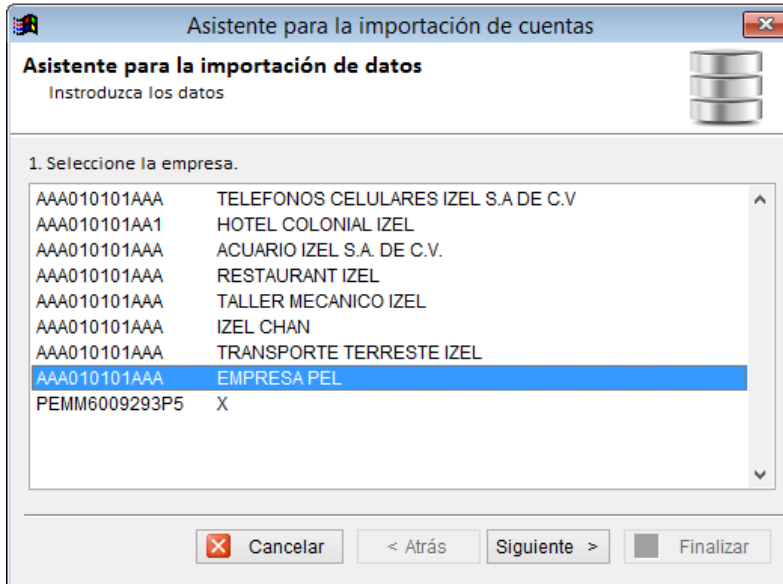 Asistente para la importación de cuentas
Asistente para la importación de datos
Instroduzca los datos
1. Seleccione la empresa.
AAA010101AAA TELEFONOS CELULARES IZEL S.A DE C.V
AAA010101AA1 HOTEL COLONIAL IZEL
AAA010101AAA ACUARIO IZEL S.A. DE C.V.
AAA010101AAA RESTAURANT IZEL
AAA010101AAA TALLER MECANICO IZEL
AAA010101AAA IZEL CHAN
AAA010101AAA TRANSPORTE TERRESTE IZEL
AAA010101AAA EMPRESA PEL
PEMM6009293P5 X
Cancelar < Atrás Siguiente > Finalizar